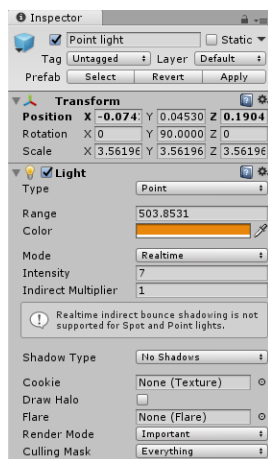 Inspector
Point light Static
Tag Untagged Layer Default
Prefab Select Revert Apply
Transform
Position X -0.074 Y 0.04530 Z 0.1904
Rotation X 0 Y 90.0000 Z 0
Scale X 3.56196 Y 3.56196 Z 3.56196
Light
Type Point
Range 503.8531
Color
Mode Realtime
Intensity 7
Indirect Multiplier 1
Realtime indirect bounce shadowing is not
supported for Spot and Point lights.
Shadow Type No Shadows
Cookie None (Texture)
Draw Halo
Flare None (Flare)
Render Mode Important
Culling Mask Everything